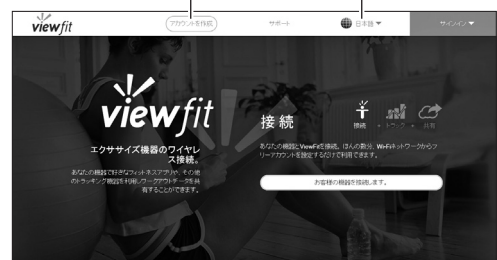 viewfit
アカウントを作成
サポート
日本語 ▼
サインイン ▼
viewfit
エクササイズ機器のワイヤレ
ス接続。
あなたの機器で好きなフィットネスアプリや、その他
のトラッキング機器を利用しワークアウトデータを共
有することができます。
接続
接続
トラック
共有
あなたの機器とViewFitを接続。ほんの数分、Wi-Fiネットワークからフ
リーアカウントを設定するだけで利用できます。
お客様の機器を接続します。